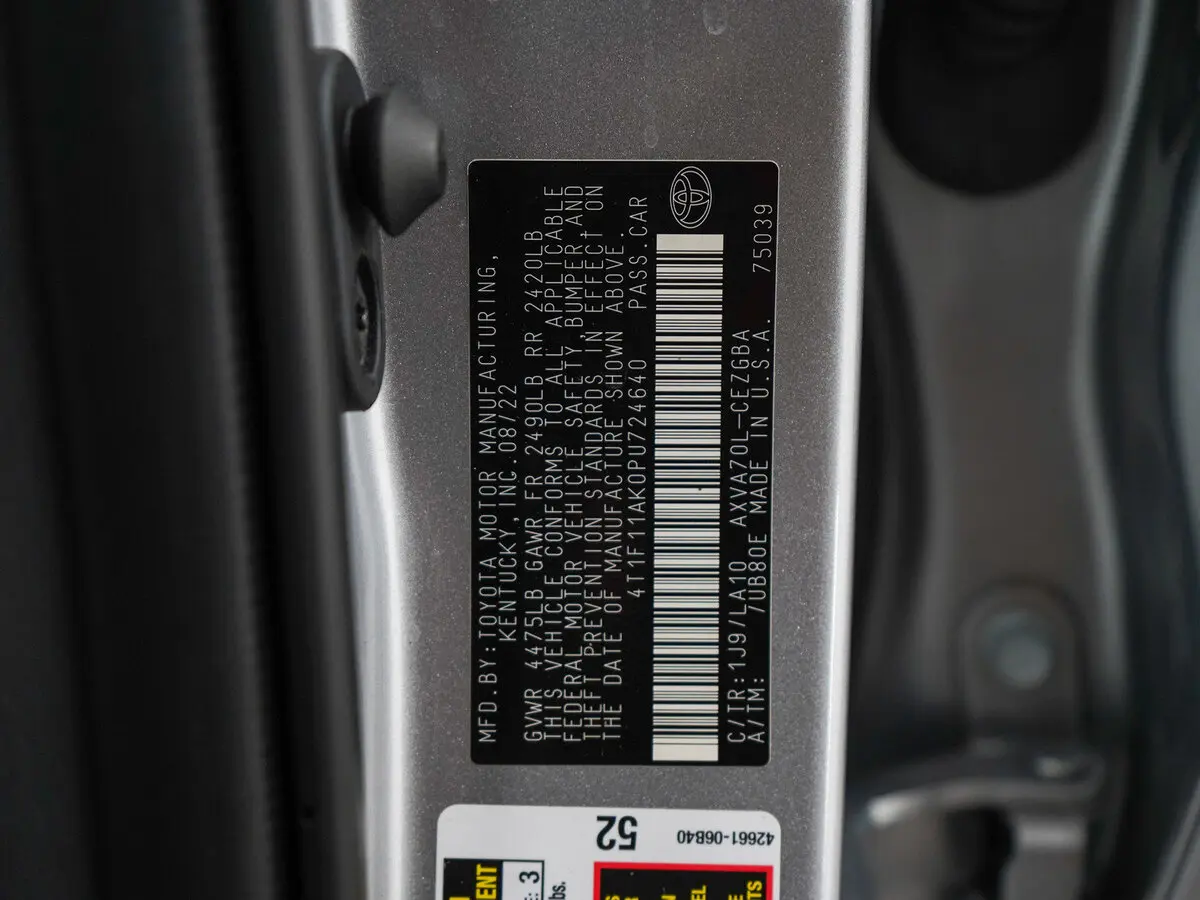 MFD.BY:TOYOTA MOTOR MANUFACTURING,
KENTUCKY, INC.08/22
GVWR 4475LB GAWR FR 2490LB RR 2420LB
THIS VEHICLE CONFORMS TO ALL APPLICABLE
FEDERAL MOTOR VEHICLE SAFETY, BUMPER,AND
THEFT PREVENTION STANDARDS IN EFFECT ON
THE DATE OF MANUFACTURE SHOWN ABOVE.
4T1F11AK0PU724640 PASS.CAR
C/TR:1J9/LA10 AXVA70L-CEZGBA
A/TM: 7UB80E MADE IN U.S.A. 75039
52
42661-06B40
3